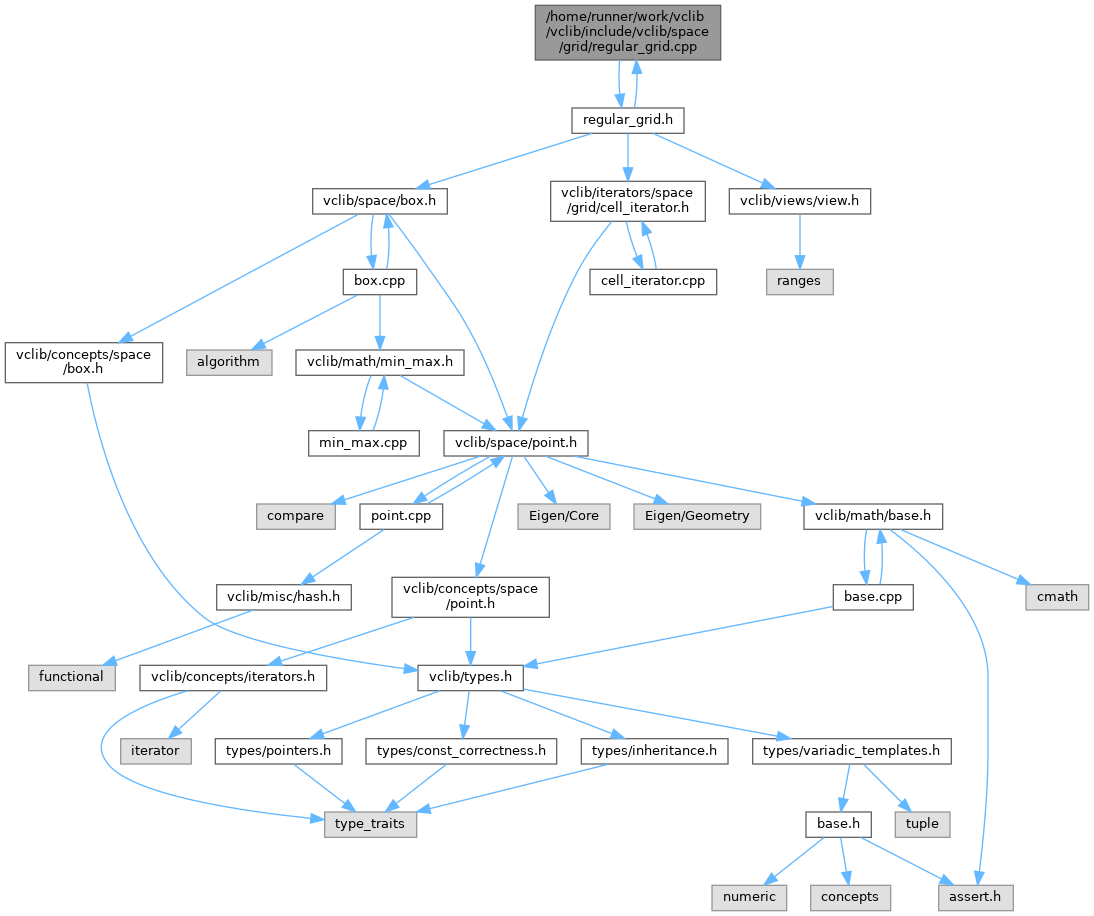 /home/runner/work/vclib
/vclib/include/vclib/space
/grid/regular_grid.cpp
regular_grid.h
vclib/space/box.h
vclib/iterators/space
/grid/cell_iterator.h
vclib/views/view.h
box.cpp
cell_iterator.cpp
ranges
vclib/concepts/space
/box.h
algorithm
vclib/math/min_max.h
min_max.cpp
vclib/space/point.h
compare
point.cpp
Eigen/Core
Eigen/Geometry
vclib/math/base.h
vclib/misc/hash.h
vclib/concepts/space
/point.h
base.cpp
cmath
functional
vclib/concepts/iterators.h
vclib/types.h
iterator
types/pointers.h
types/const_correctness.h
types/inheritance.h
types/variadic_templates.h
type_traits
base.h
tuple
numeric
concepts
assert.h